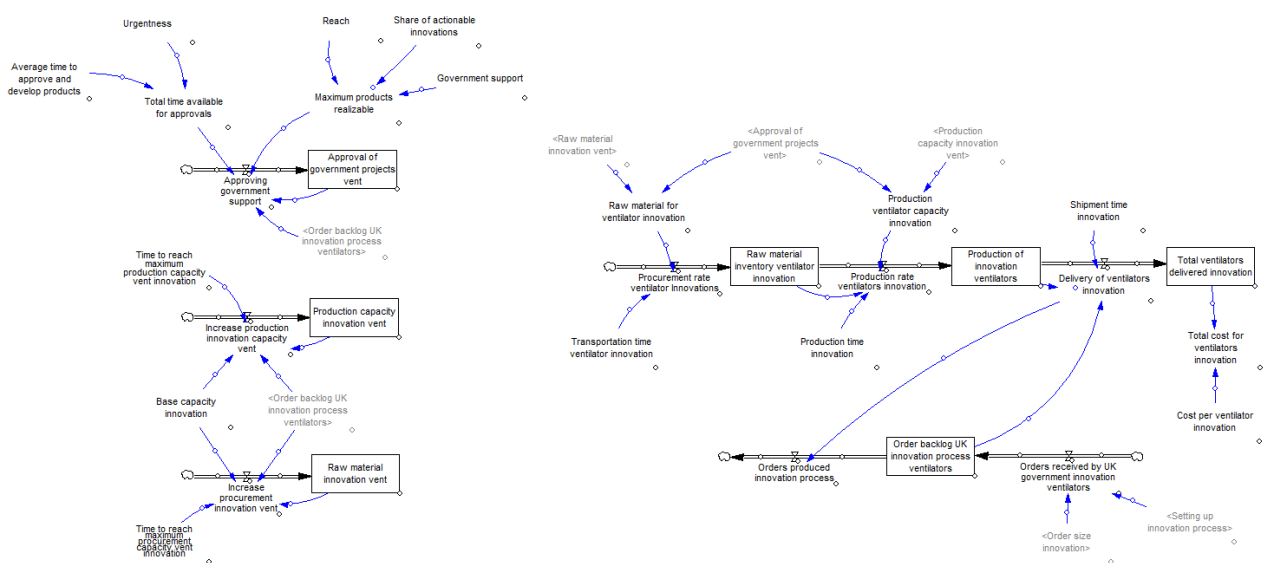 Urgentness
Reach
Share of actionable
innovations
Average time to
approve and
develop products
Government support
Total time available
for approvals
Maximum products
realizable
Approval of
government projects
vent
Approving
government
support
<Order backlog UK
innovation process
ventilators>
Time to reach
maximum
production capacity
vent innovation
Production capacity
innovation vent
Increase production
innovation capacity
vent
Base capacity
innovation
<Order backlog UK
innovation process
ventilators>
Raw material
innovation vent
Increase
procurement
innovation vent
Time to reach
maximum
procurement
capacity vent
innovation
<Raw material
innovation vent>
<Approval of
government projects
vent>
<Production
capacity innovation
vent>
Raw material for
ventilator innovation
Production
ventilator capacity
innovation
Shipment time
innovation
Raw material
inventory ventilator
innovation
Production of
innovation
ventilators
Total ventilators
delivered innovation
Procurement rate
ventilator Innovations
Production rate
ventilators innovation
Delivery of ventilators
innovation
Transportation time
ventilator innovation
Production time
innovation
Total cost for
ventilators
innovation
Cost per ventilator
innovation
Orders produced
innovation process
Order backlog UK
innovation process
ventilators
Orders received by UK
government innovation
ventilators
<Order size
innovation>
<Setting up
innovation process>